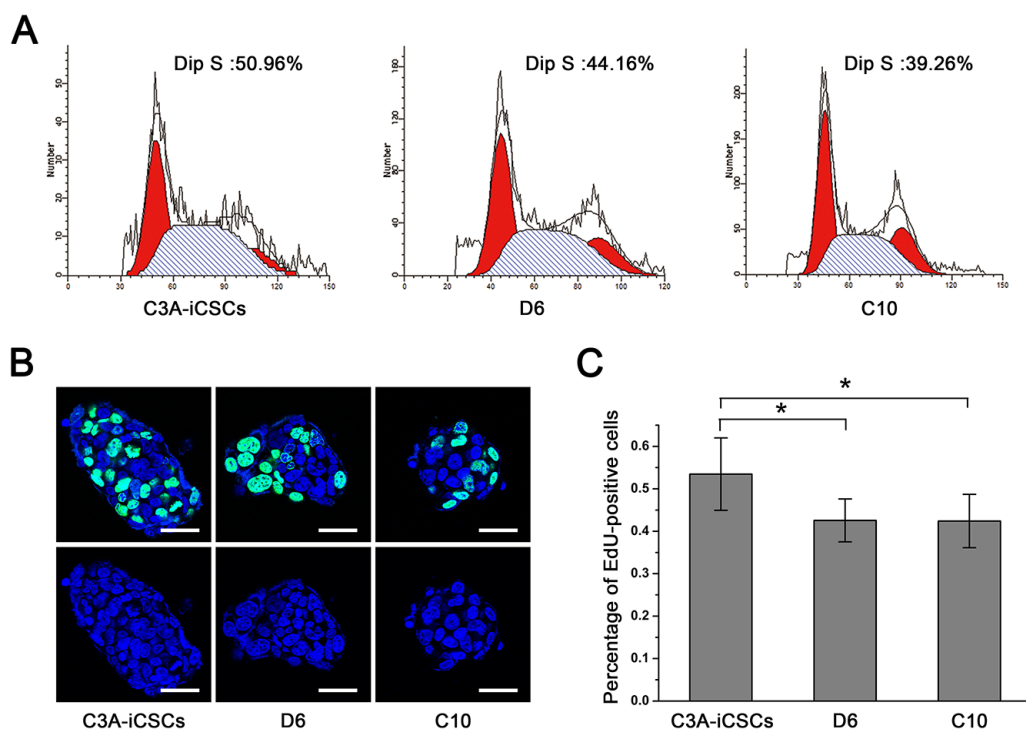 A
Dip S :50.96%
Number
0 10 20 30 40 50
0 30 60 90 120 150
C3A-iCSCs
Dip S :44.16%
Number
0 40 80 120 160
0 20 40 60 80 100 120
D6
Dip S :39.26%
Number
0 50 100 150 200
0 30 60 90 120 150
C10
B
C3A-iCSCs
D6
C10
C
Percentage of EdU-positive cells
0.6
0.5
0.4
0.3
0.2
0.1
0.0
*
*
C3A-iCSCs
D6
C10